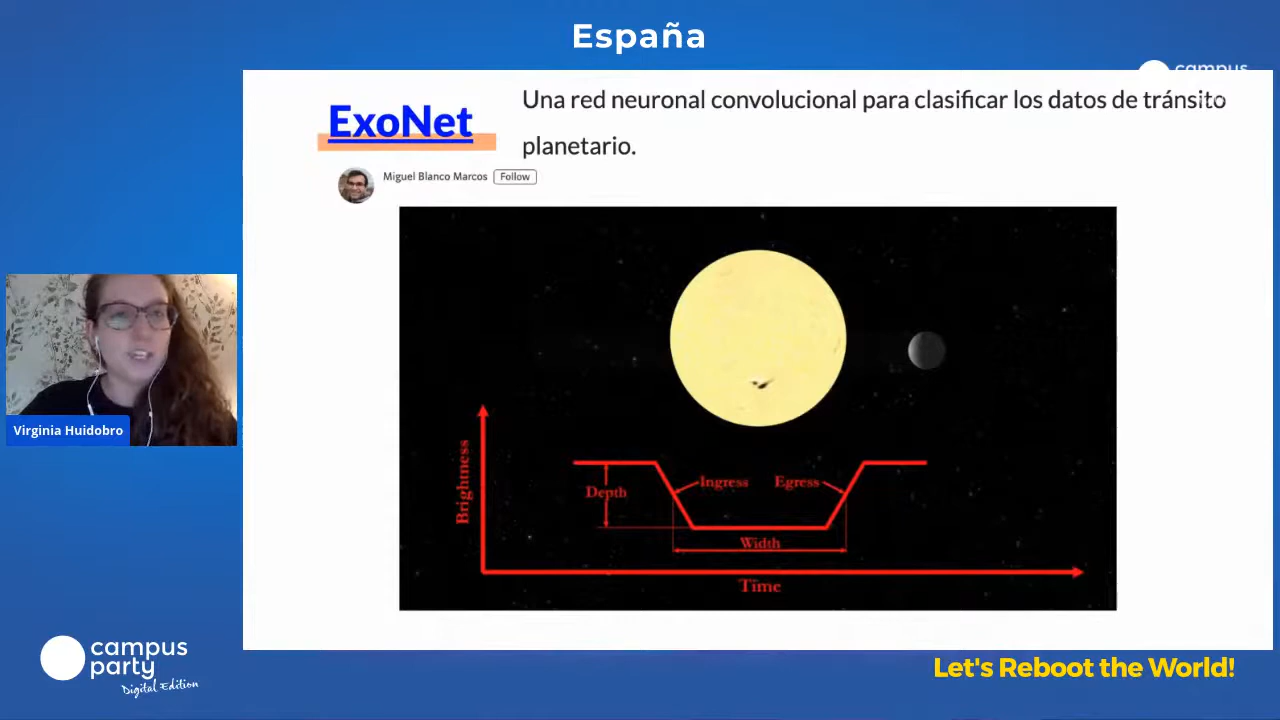 España
campus
ExoNet
Una red neuronal convolucional para clasificar los datos de tránsito
planetario.
Miguel Blanco Marcos Follow
Brightness
Depth
Ingress
Egress
Width
Time
Virginia Huidobro
campus
party
Digital Edition
Let's Reboot the World!